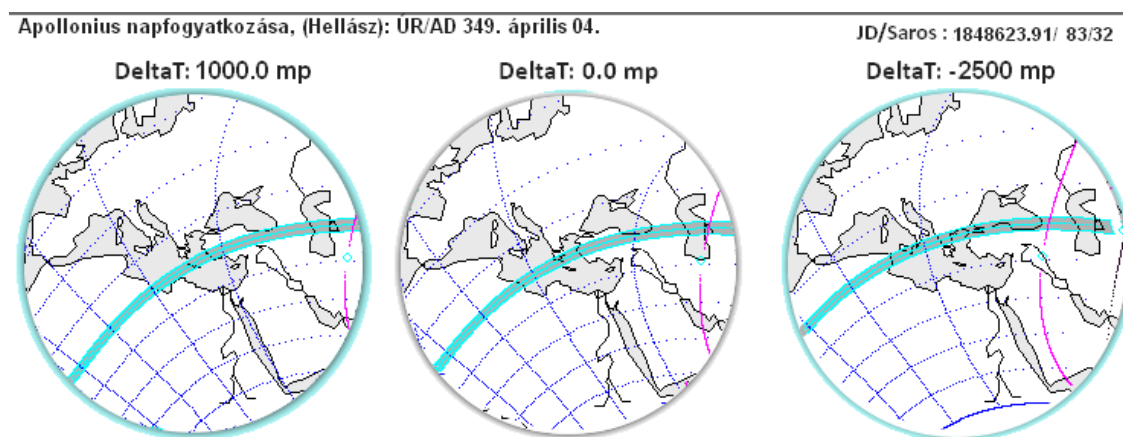 Apollonius napfogyatkozása, (Hellász): ÚR/AD 349. április 04.
JD/Saros : 1848623.91/ 83/32
DeltaT: 1000.0 mp
DeltaT: 0.0 mp
DeltaT: -2500 mp